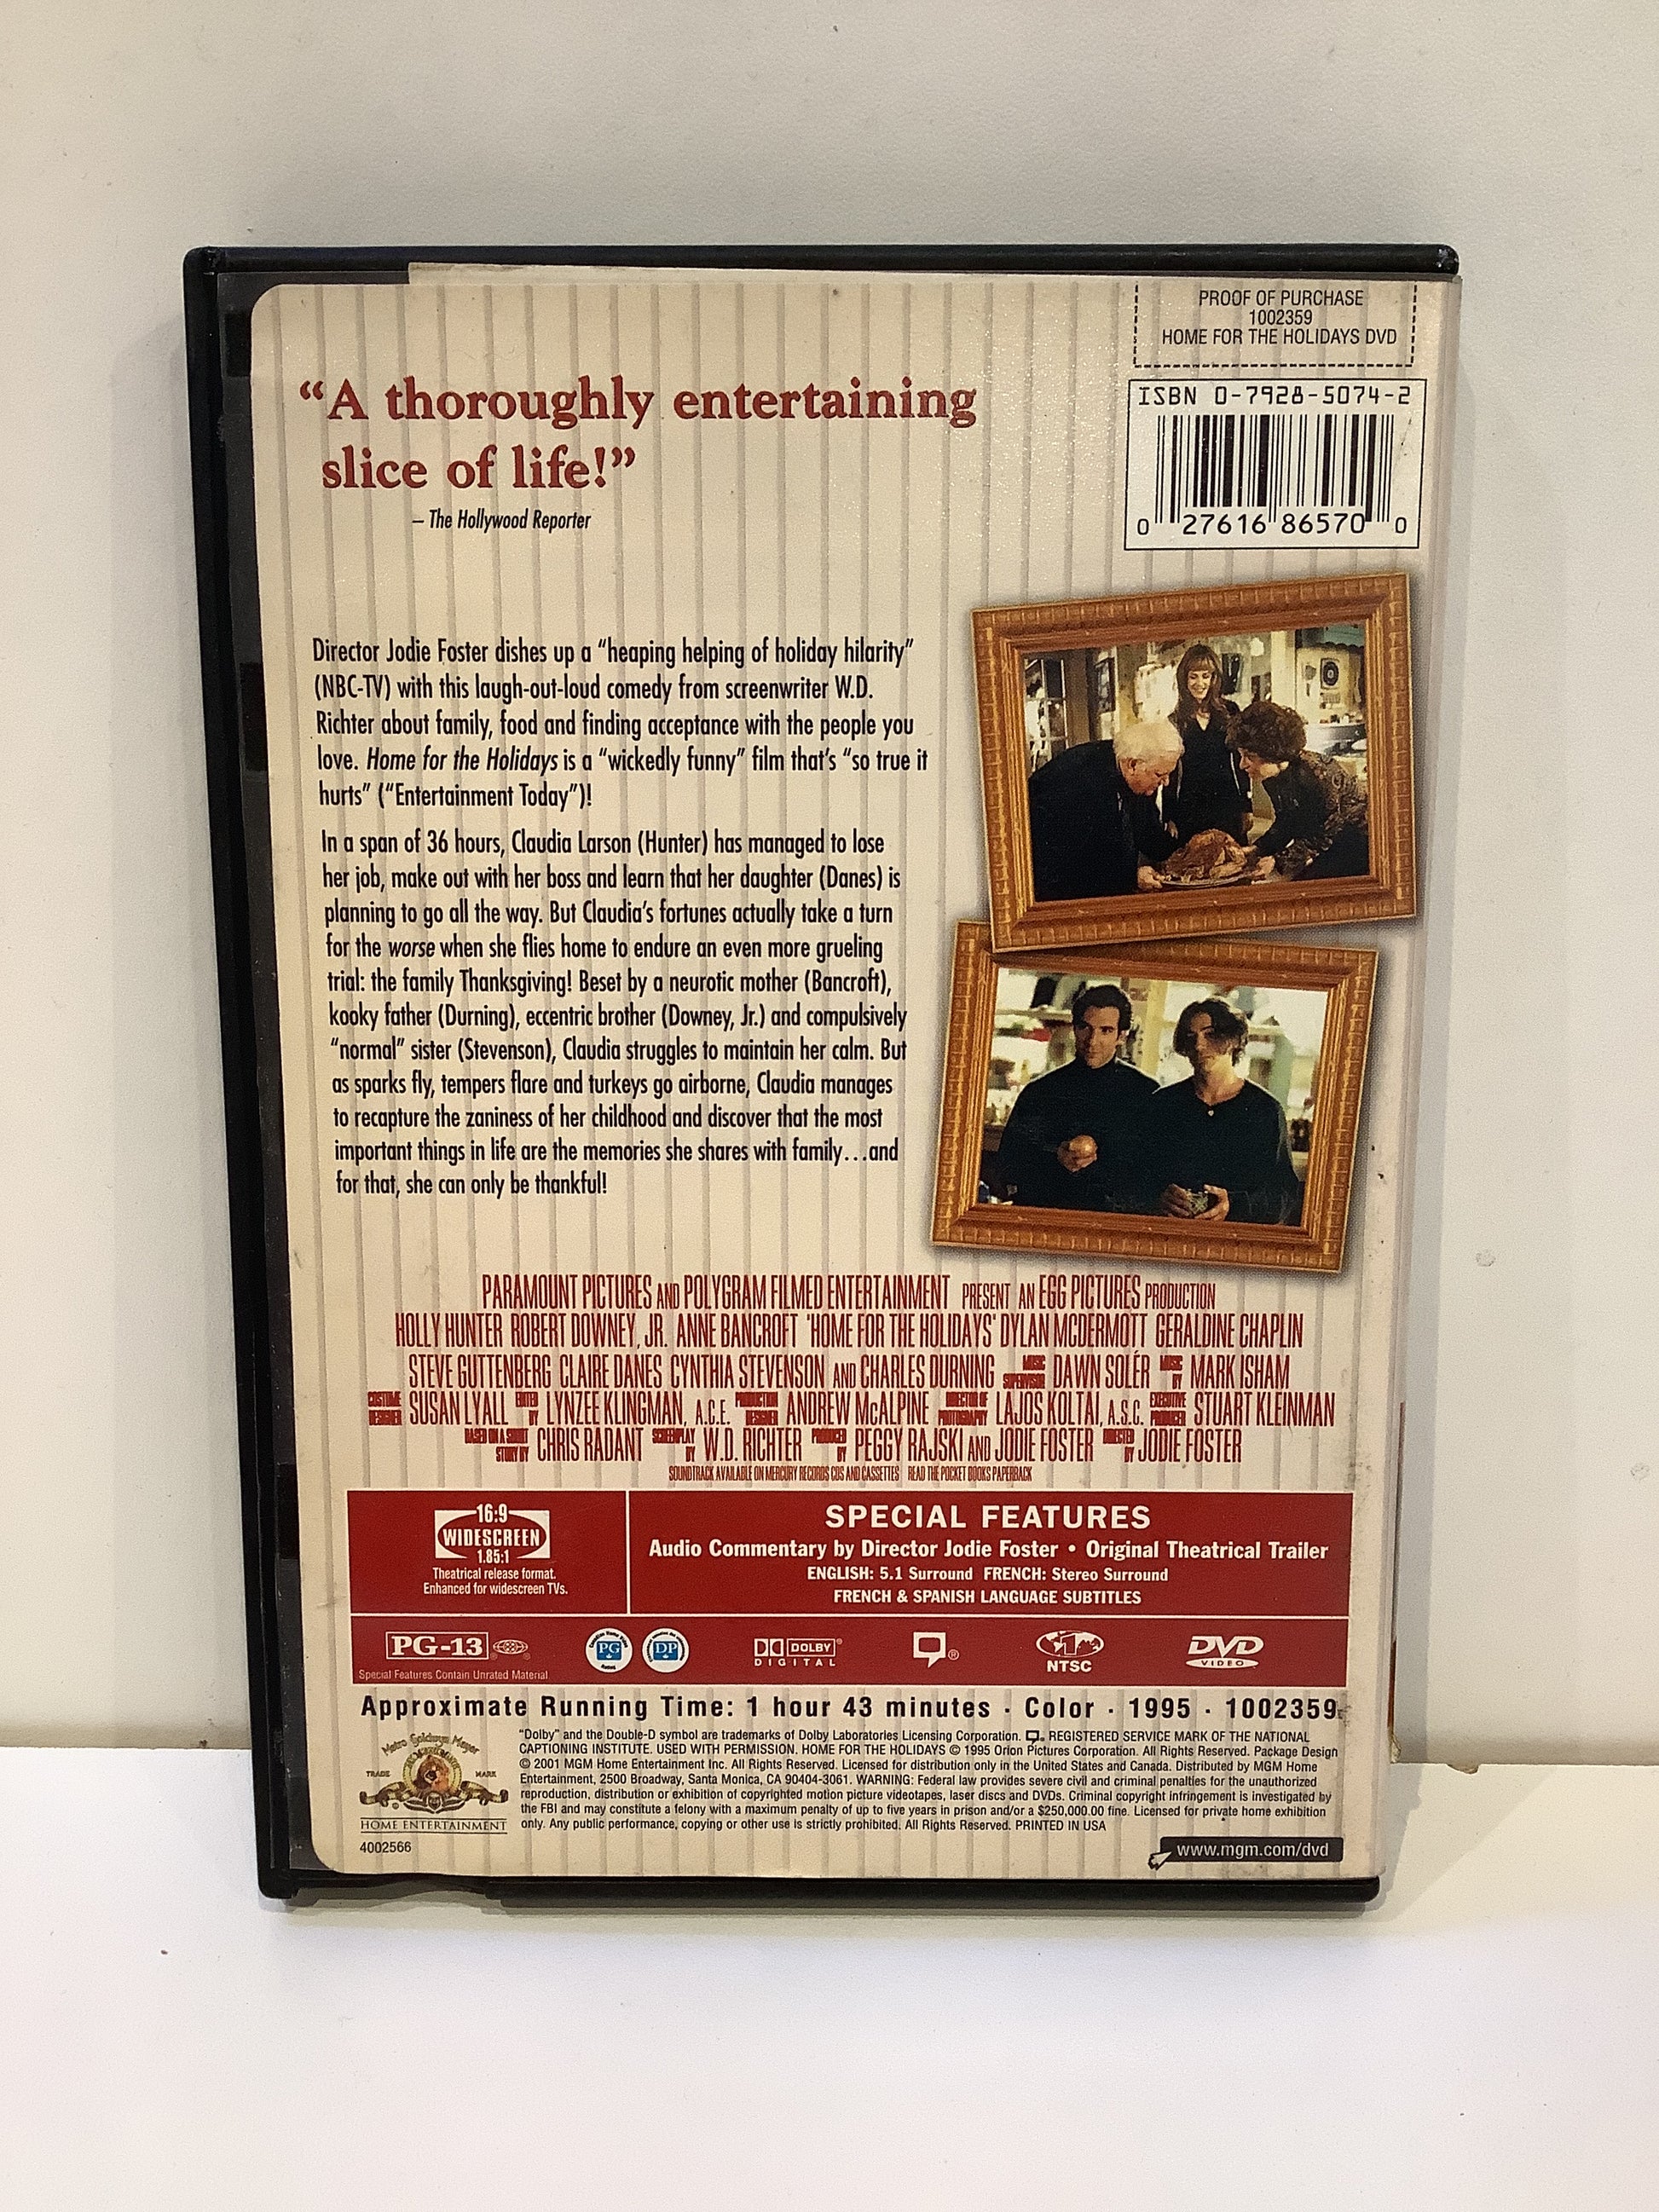 PROOF OF PURCHASE
1002359
HOME FOR THE HOLIDAYS DVD
ISBN 0-7928-5074-2
0 27616 86570 0
“A thoroughly entertaining
slice of life!”
– The Hollywood Reporter
Director Jodie Foster dishes up a “heaping helping of holiday hilarity”
(NBC-TV) with this laugh-out-loud comedy from screenwriter W.D.
Richter about family, food and finding acceptance with the people you
love. Home for the Holidays is a “wickedly funny” film that’s “so true it
hurts” (“Entertainment Today”)!
In a span of 36 hours, Claudia Larson (Hunter) has managed to lose
her job, make out with her boss and learn that her daughter (Danes) is
planning to go all the way. But Claudia’s fortunes actually take a turn
for the worse when she flies home to endure an even more grueling
trial: the family Thanksgiving! Beset by a neurotic mother (Bancroft),
kooky father (Durning), eccentric brother (Downey, Jr.) and compulsively
“normal” sister (Stevenson), Claudia struggles to maintain her calm. But
as sparks fly, tempers flare and turkeys go airborne, Claudia manages
to recapture the zaniness of her childhood and discover that the most
important things in life are the memories she shares with family…and
for that, she can only be thankful!
PARAMOUNT PICTURES AND POLYGRAM FILMED ENTERTAINMENT PRESENT AN EGG PICTURES PRODUCTION
HOLLY HUNTER ROBERT DOWNEY, JR. ANNE BANCROFT 'HOME FOR THE HOLIDAYS' DYLAN MCDERMOTT GERALDINE CHAPLIN
STEVE GUTTENBERG CLAIRE DANES CYNTHIA STEVENSON AND CHARLES DURNING MUSIC SUPERVISOR DAWN SOLÉR MUSIC BY MARK ISHAM
COSTUME DESIGNER SUSAN LYALL EDITED BY LYNZEE KLINGMAN, A.C.E. PRODUCTION DESIGNER ANDREW McALPINE DIRECTOR OF PHOTOGRAPHY LAJOS KOLTAI, A.S.C. EXECUTIVE PRODUCER STUART KLEINMAN
BASED ON A SHORT STORY BY CHRIS RADANT SCREENPLAY BY W.D. RICHTER PRODUCED BY PEGGY RAJSKI AND JODIE FOSTER DIRECTED BY JODIE FOSTER
SOUNDTRACK AVAILABLE ON MERCURY RECORDS CDS AND CASSETTES READ THE POCKET BOOKS PAPERBACK
16:9
WIDESCREEN
1.85:1
Theatrical release format.
Enhanced for widescreen TVs.
SPECIAL FEATURES
Audio Commentary by Director Jodie Foster • Original Theatrical Trailer
ENGLISH: 5.1 Surround FRENCH: Stereo Surround
FRENCH & SPANISH LANGUAGE SUBTITLES
PG-13 ®
Special Features Contain Unrated Material
PG
DP
DOLBY®
DIGITAL
®
1
NTSC
DVD
VIDEO
Approximate Running Time: 1 hour 43 minutes · Color · 1995 · 1002359
Metro Goldwyn Mayer
TRADE MARK
HOME ENTERTAINMENT
4002566
“Dolby” and the Double-D symbol are trademarks of Dolby Laboratories Licensing Corporation. REGISTERED SERVICE MARK OF THE NATIONAL
CAPTIONING INSTITUTE. USED WITH PERMISSION. HOME FOR THE HOLIDAYS © 1995 Orion Pictures Corporation. All Rights Reserved. Package Design
© 2001 MGM Home Entertainment Inc. All Rights Reserved. Licensed for distribution only in the United States and Canada. Distributed by MGM Home
Entertainment, 2500 Broadway, Santa Monica, CA 90404-3061. WARNING: Federal law provides severe civil and criminal penalties for the unauthorized
reproduction, distribution or exhibition of copyrighted motion picture videotapes, laser discs and DVDs. Criminal copyright infringement is investigated by
the FBI and may constitute a felony with a maximum penalty of up to five years in prison and/or a $250,000.00 fine. Licensed for private home exhibition
only. Any public performance, copying or other use is strictly prohibited. All Rights Reserved. PRINTED IN USA
www.mgm.com/dvd